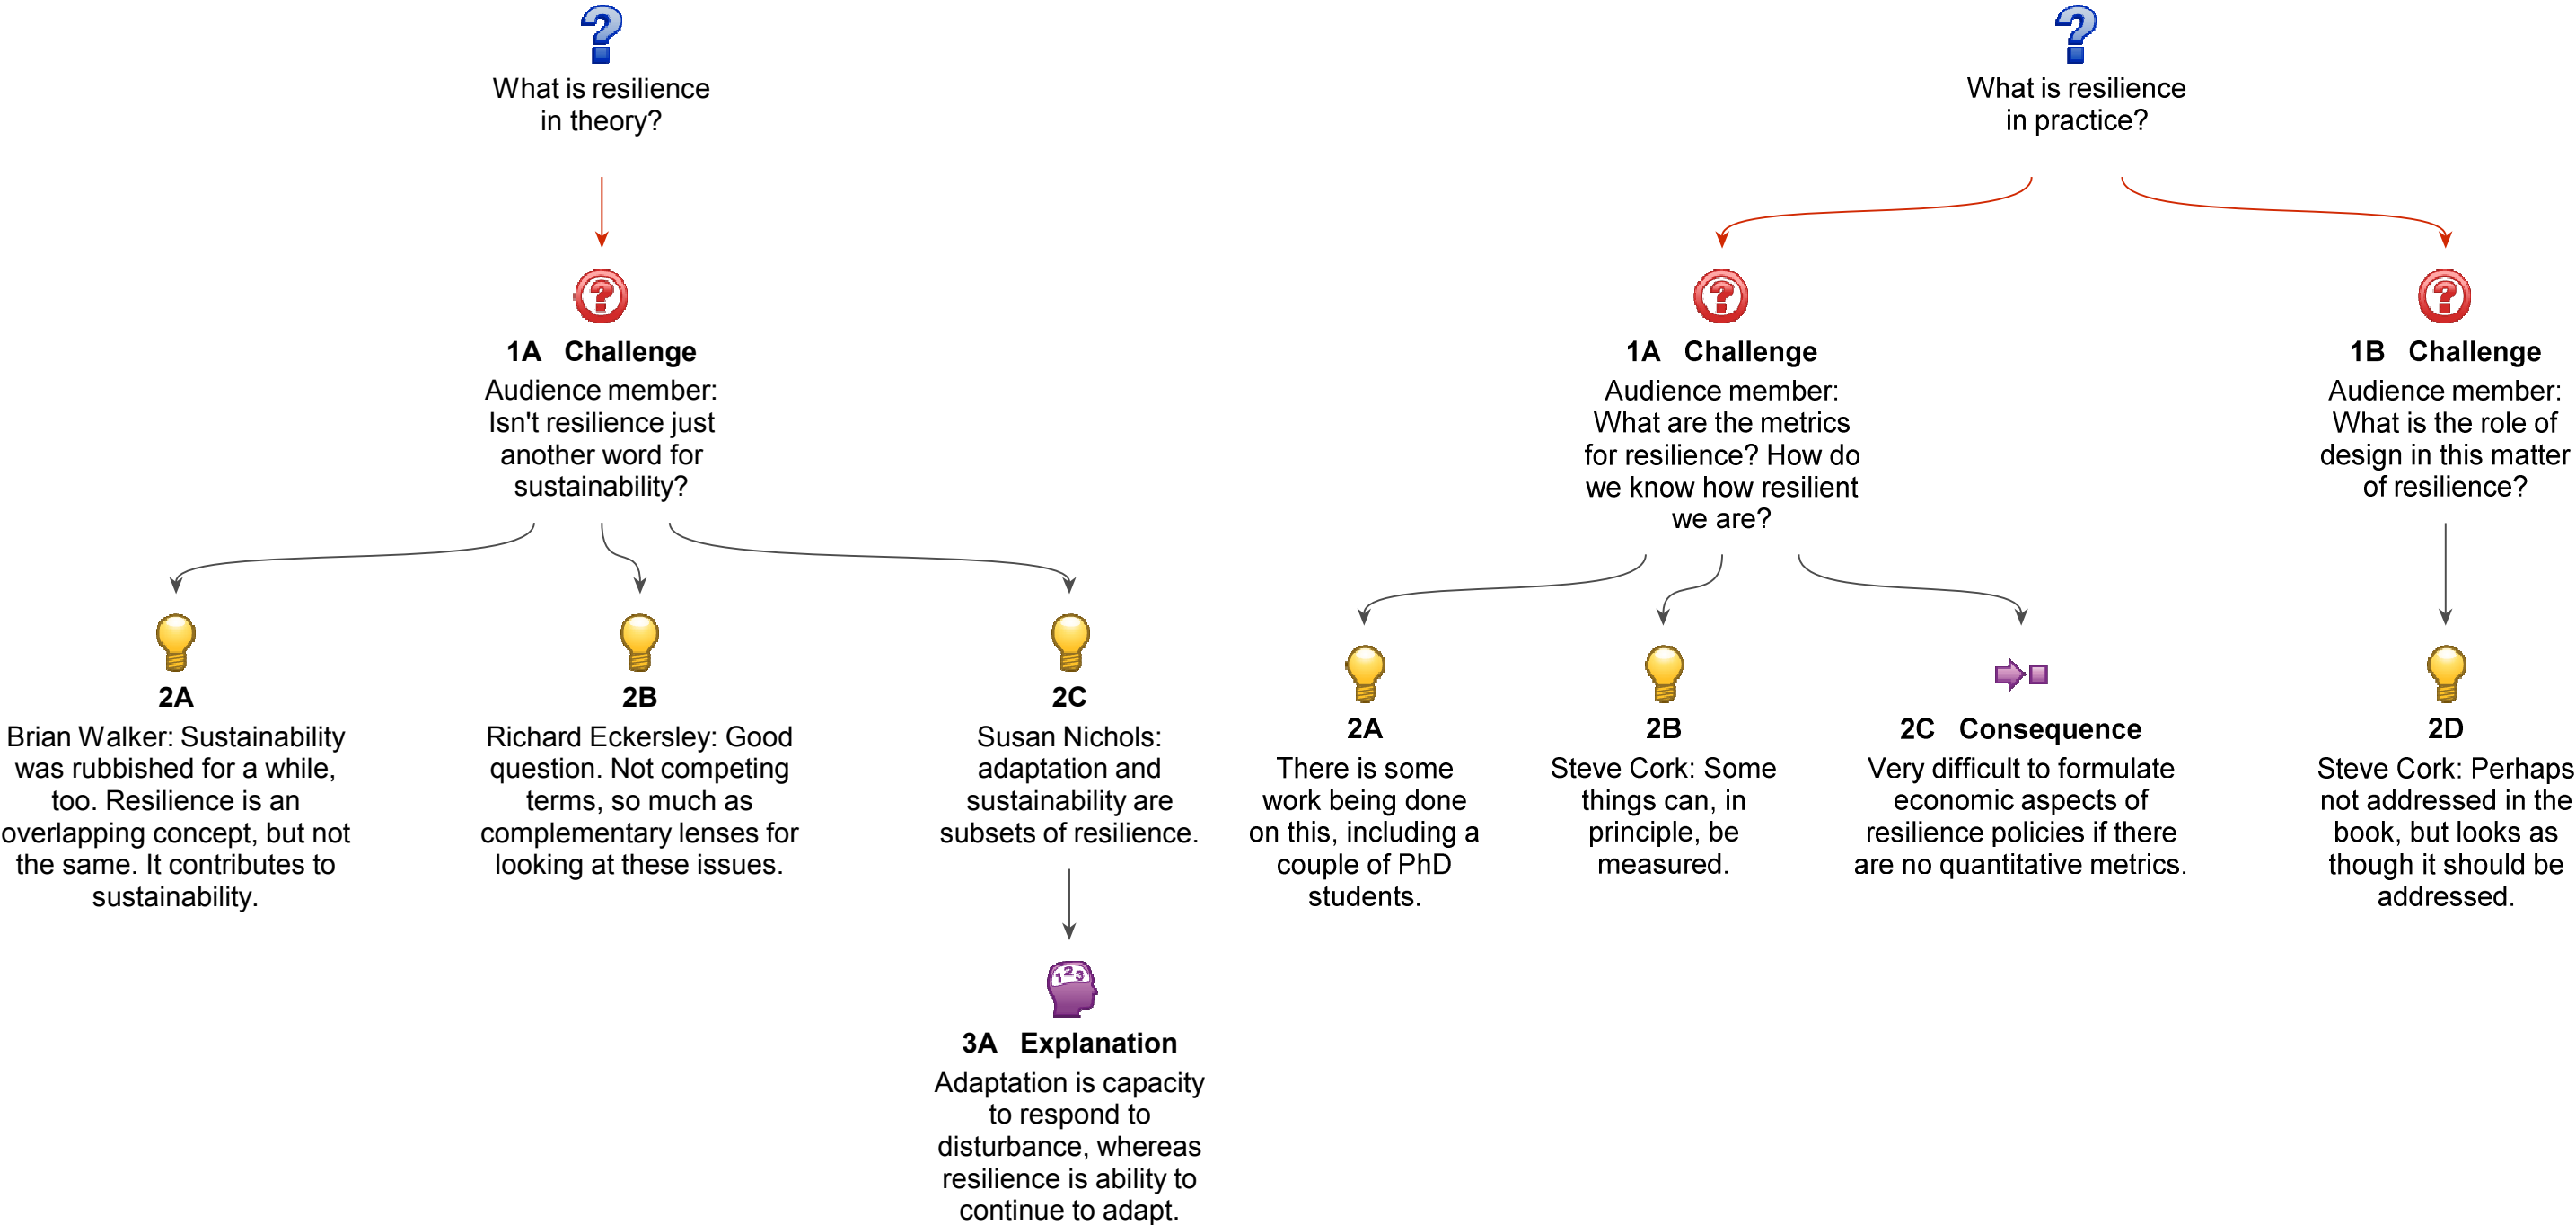 What is resilience
in theory?
1A Challenge
Audience member:
Isn't resilience just
another word for
sustainability?
2A
Brian Walker: Sustainability
was rubbished for a while,
too. Resilience is an
overlapping concept, but not
the same. It contributes to
sustainability.
2B
Richard Eckersley: Good
question. Not competing
terms, so much as
complementary lenses for
looking at these issues.
2C
Susan Nichols:
adaptation and
sustainability are
subsets of resilience.
3A Explanation
Adaptation is capacity
to respond to
disturbance, whereas
resilience is ability to
continue to adapt.
What is resilience
in practice?
1A Challenge
Audience member:
What are the metrics
for resilience? How do
we know how resilient
we are?
2A
There is some
work being done
on this, including a
couple of PhD
students.
2B
Steve Cork: Some
things can, in
principle, be
measured.
2C Consequence
Very difficult to formulate
economic aspects of
resilience policies if there
are no quantitative metrics.
1B Challenge
Audience member:
What is the role of
design in this matter
of resilience?
2D
Steve Cork: Perhaps
not addressed in the
book, but looks as
though it should be
addressed.